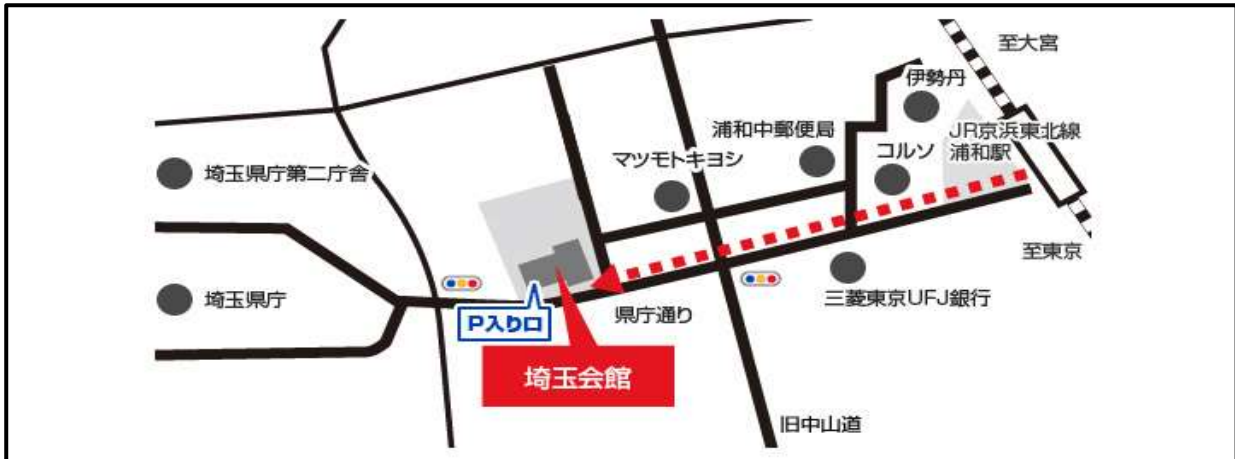 至大宮
伊勢丹
浦和中郵便局
JR京浜東北線
浦和駅
コルソ
マツモトキヨシ
埼玉県庁第二庁舎
至東京
埼玉県庁
三菱東京UFJ銀行
県庁通り
P入り口
埼玉会館
旧中山道